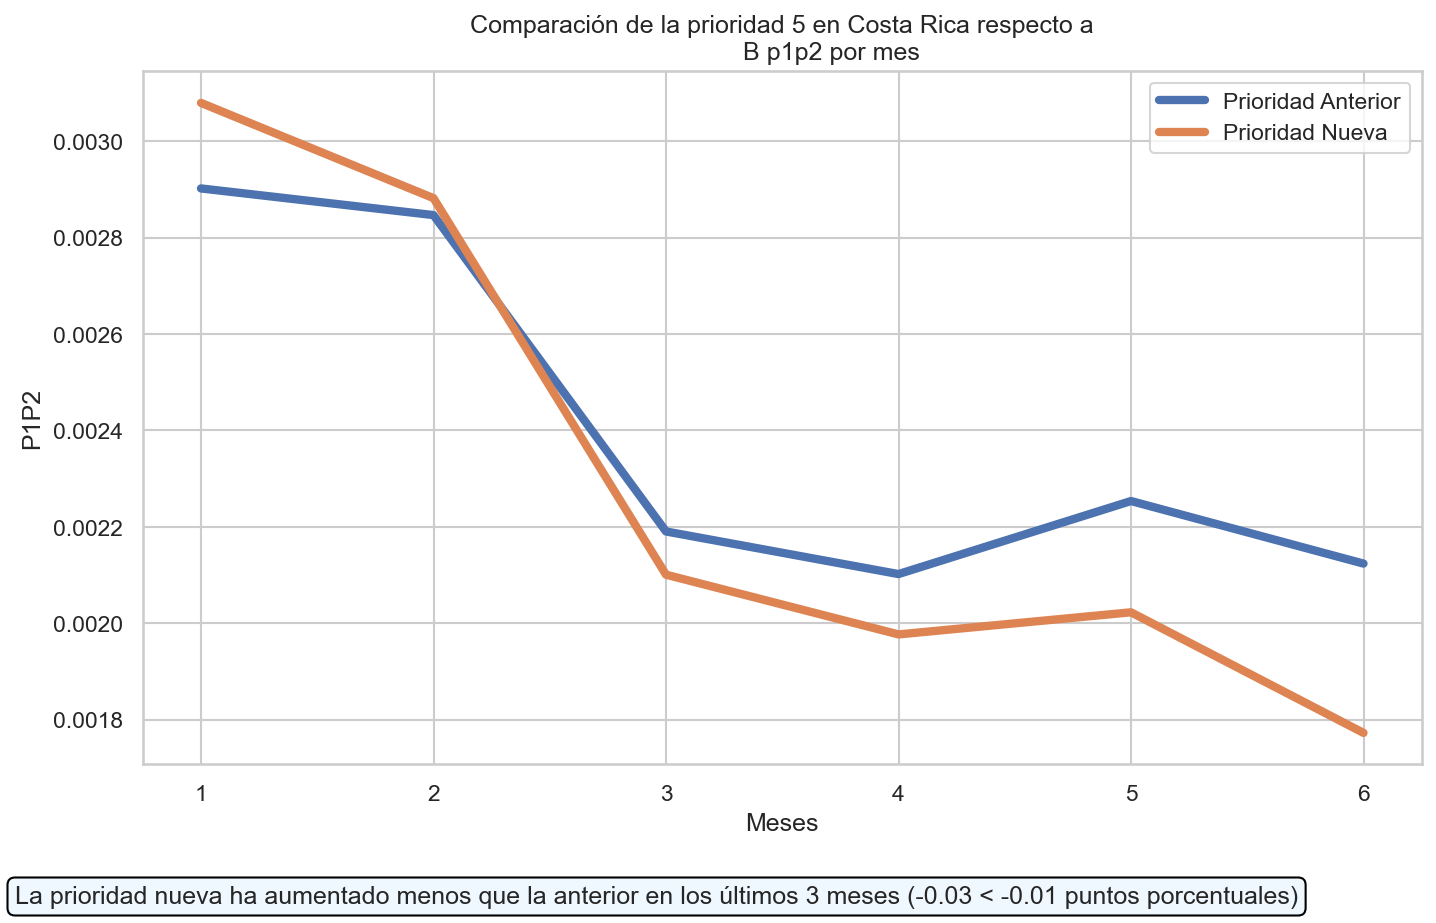 Comparación de la prioridad 5 en Costa Rica respecto a
B p1p2 por mes
Prioridad Anterior
Prioridad Nueva
P1P2
0.0030
0.0028
0.0026
0.0024
0.0022
0.0020
0.0018
1 2 3 4 5 6
Meses
La prioridad nueva ha aumentado menos que la anterior en los últimos 3 meses (-0.03 < -0.01 puntos porcentuales)